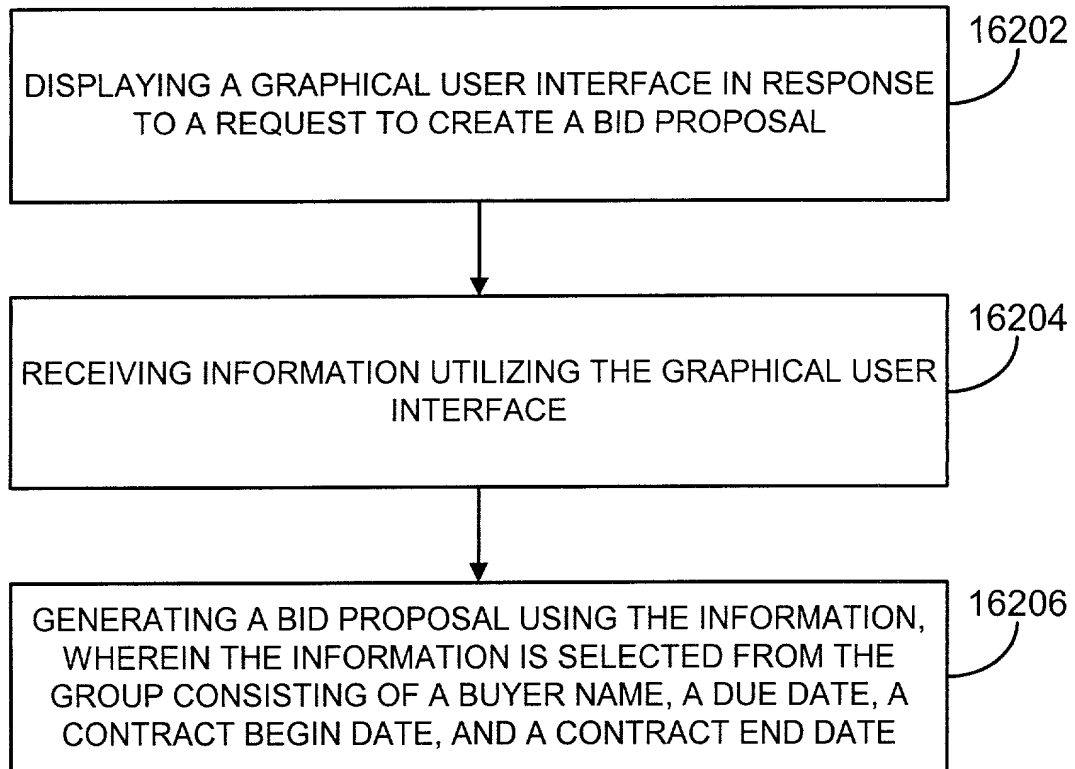 16202
DISPLAYING A GRAPHICAL USER INTERFACE IN RESPONSE
TO A REQUEST TO CREATE A BID PROPOSAL
16204
RECEIVING INFORMATION UTILIZING THE GRAPHICAL USER
INTERFACE
16206
GENERATING A BID PROPOSAL USING THE INFORMATION,
WHEREIN THE INFORMATION IS SELECTED FROM THE
GROUP CONSISTING OF A BUYER NAME, A DUE DATE, A
CONTRACT BEGIN DATE, AND A CONTRACT END DATE